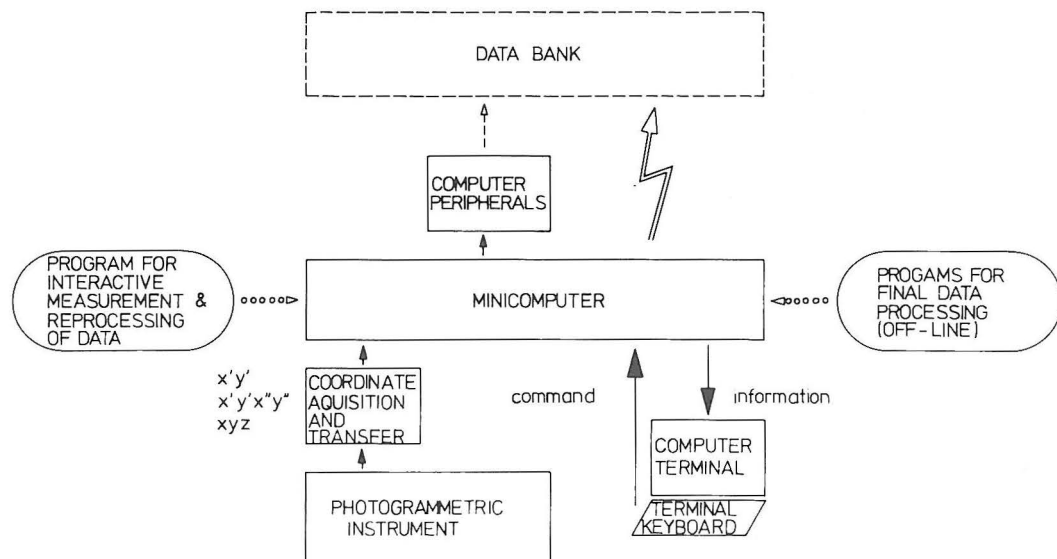 DATA BANK
COMPUTER
PERIPHERALS
PROGRAM FOR
INTERACTIVE
MEASUREMENT &
REPROCESSING
OF DATA
MINICOMPUTER
PROGAMS FOR
FINAL DATA
PROCESSING
(OFF-LINE)
x'y'
x'y'x"y"
xyz
COORDINATE
AQUISITION
AND
TRANSFER
command
information
COMPUTER
TERMINAL
TERMINAL
KEYBOARD
PHOTOGRAMMETRIC
INSTRUMENT